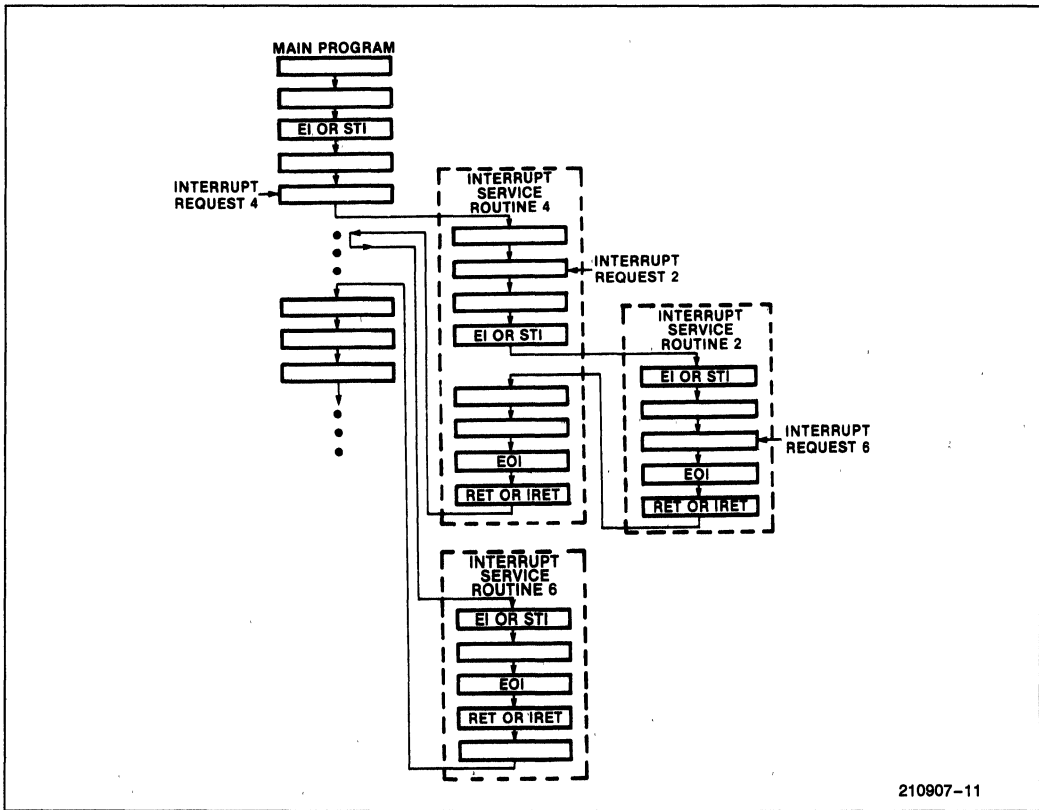 MAIN PROGRAM
EI OR STI
INTERRUPT
REQUEST 4
INTERRUPT
SERVICE
ROUTINE 4
INTERRUPT
REQUEST 2
EI OR STI
INTERRUPT
SERVICE
ROUTINE 2
EI OR STI
INTERRUPT
REQUEST 6
EOI
RET OR IRET
EOI
RET OR IRET
INTERRUPT
SERVICE
ROUTINE 6
EI OR STI
EOI
RET OR IRET
210907-11